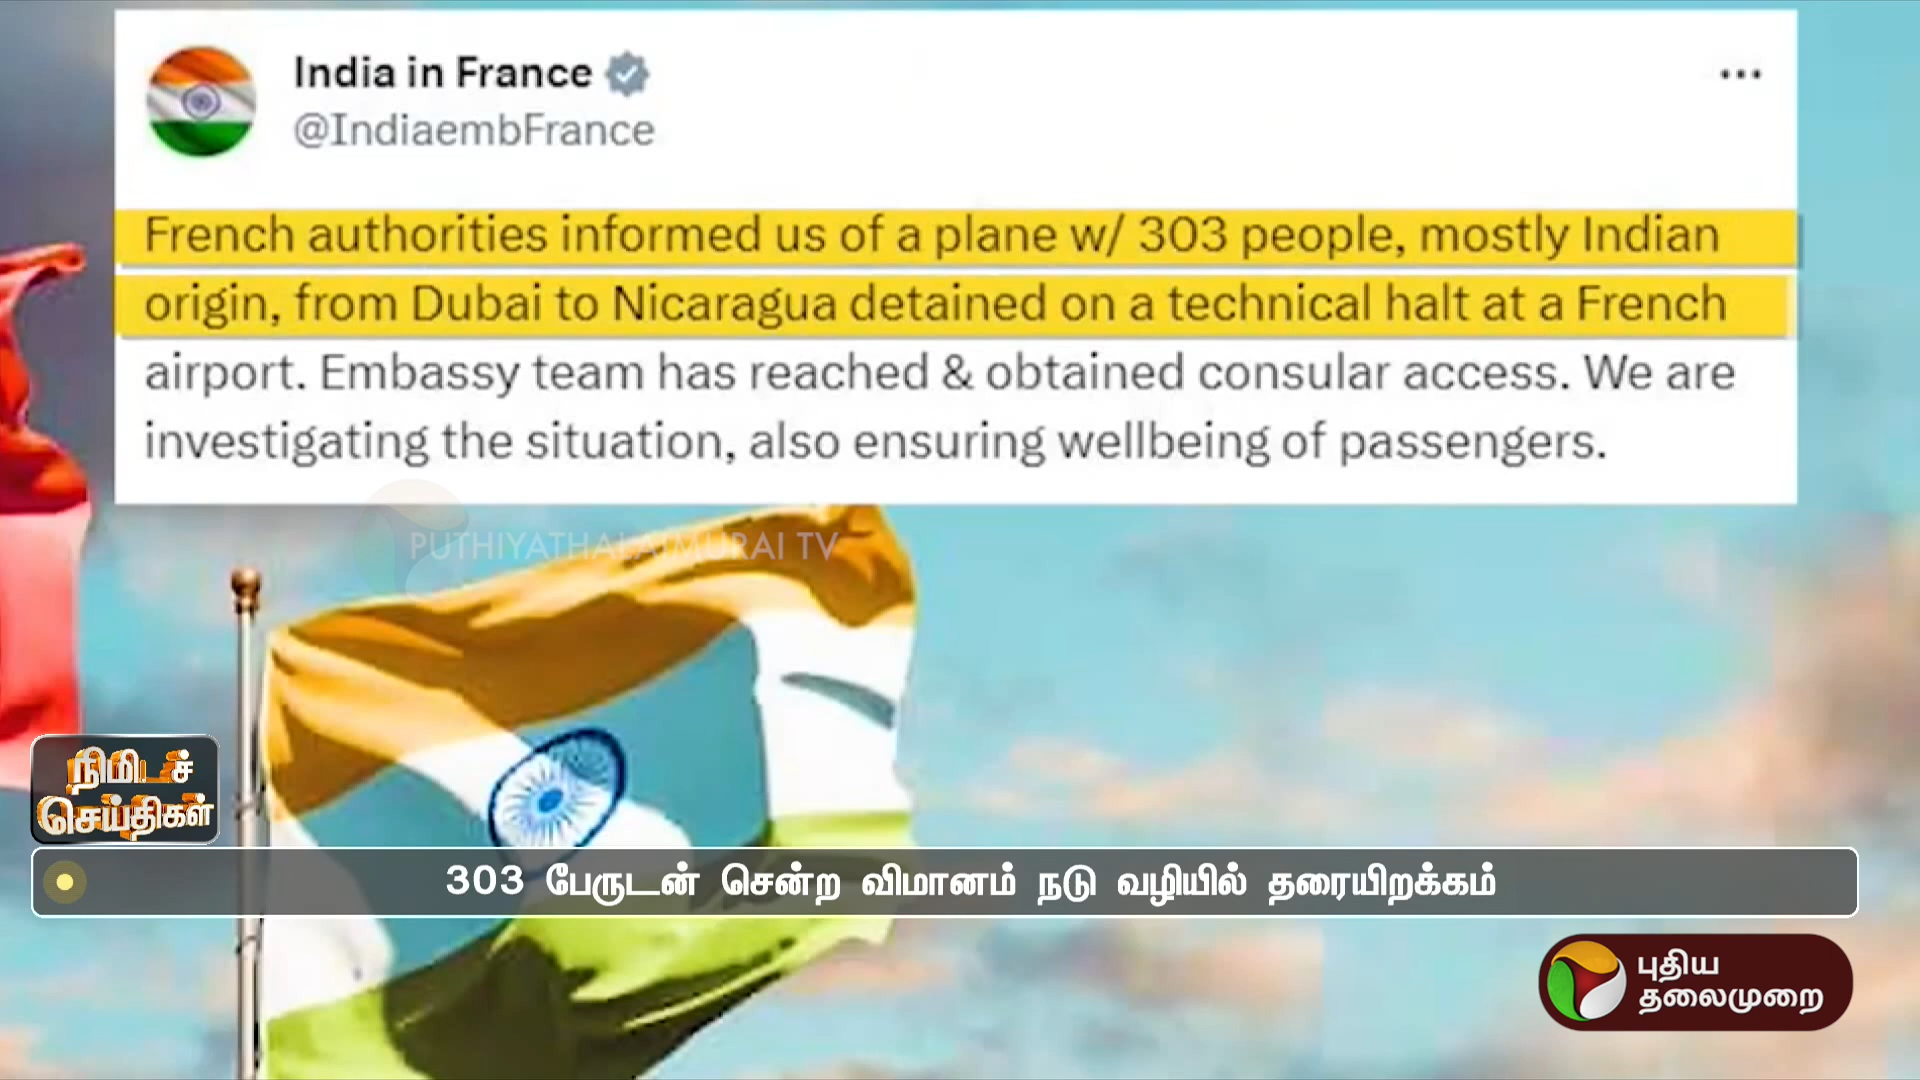 India in France
@IndiaembFrance
French authorities informed us of a plane w/ 303 people, mostly Indian
origin, from Dubai to Nicaragua detained on a technical halt at a French
airport. Embassy team has reached & obtained consular access. We are
investigating the situation, also ensuring wellbeing of passengers.
PUTHIYATHALAIMURAI TV
நிமிடச்
செய்திகள்
303 பேருடன் சென்ற விமானம் நடு வழியில் தரையிறக்கம்
புதிய
தலைமுறை